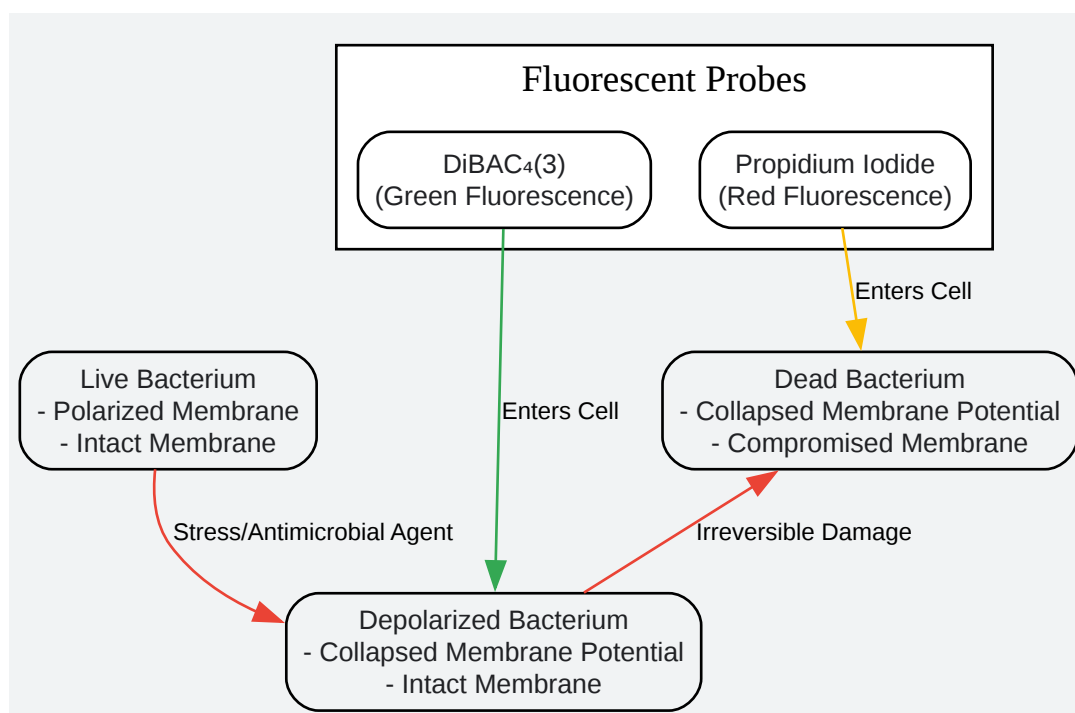 Fluorescent Probes
DiBAC₄(3)
(Green Fluorescence)
Propidium Iodide
(Red Fluorescence)
Enters Cell
Live Bacterium
- Polarized Membrane
- Intact Membrane
Enters Cell
Dead Bacterium
- Collapsed Membrane Potential
- Compromised Membrane
Stress/Antimicrobial Agent
Irreversible Damage
Depolarized Bacterium
- Collapsed Membrane Potential
- Intact Membrane